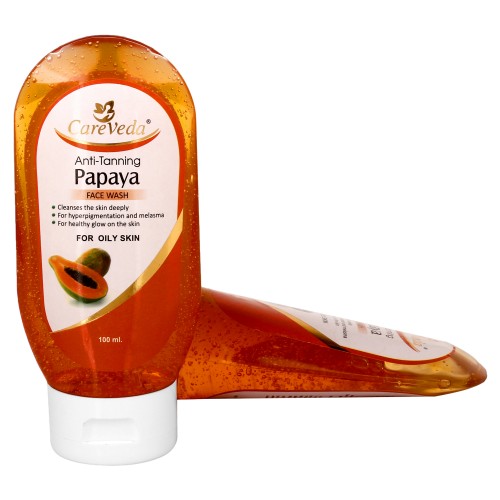 CareVeda®
Anti-Tanning
Papaya
FACE WASH
• Cleanses the skin deeply
• For hyperpigmentation and melasma
• For healthy glow on the skin
FOR OILY SKIN
100 ml.